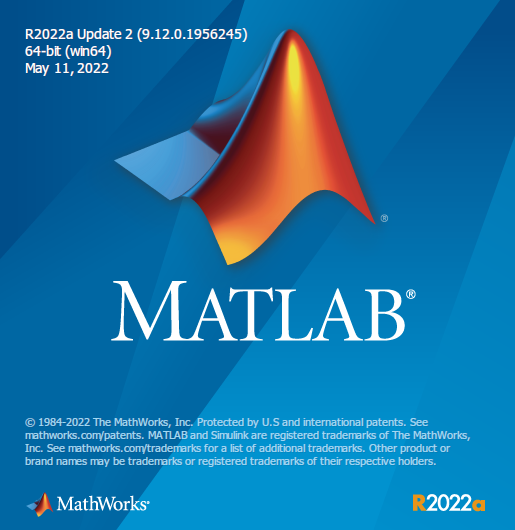 R2022a Update 2 (9.12.0.1956245)
64-bit (win64)
May 11, 2022
®
MATLAB®
© 1984-2022 The MathWorks, Inc. Protected by U.S and international patents. See
mathworks.com/patents. MATLAB and Simulink are registered trademarks of The MathWorks,
Inc. See mathworks.com/trademarks for a list of additional trademarks. Other product or
brand names may be trademarks or registered trademarks of their respective holders.
MathWorks®
R2022a